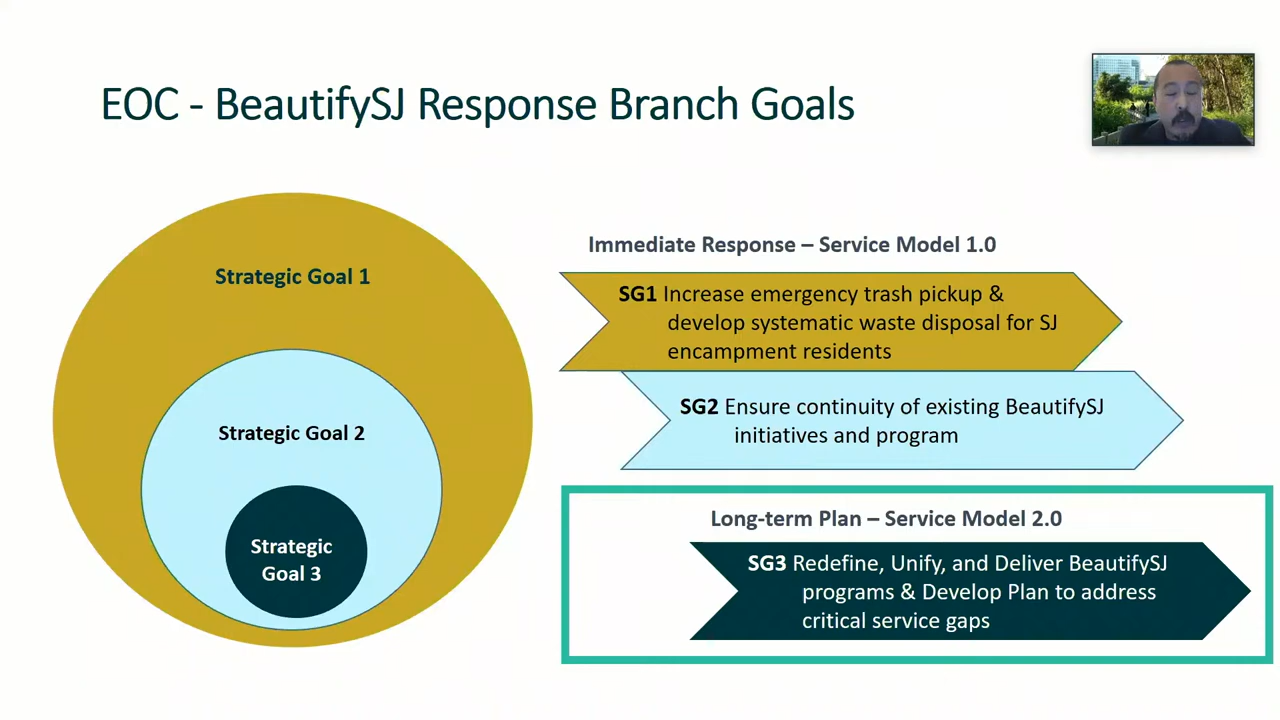 EOC - BeautifySJ Response Branch Goals
Strategic Goal 1
Strategic Goal 2
Strategic
Goal 3
Immediate Response – Service Model 1.0
SG1 Increase emergency trash pickup &
develop systematic waste disposal for SJ
encampment residents
SG2 Ensure continuity of existing BeautifySJ
initiatives and program
Long-term Plan – Service Model 2.0
SG3 Redefine, Unify, and Deliver BeautifySJ
programs & Develop Plan to address
critical service gaps